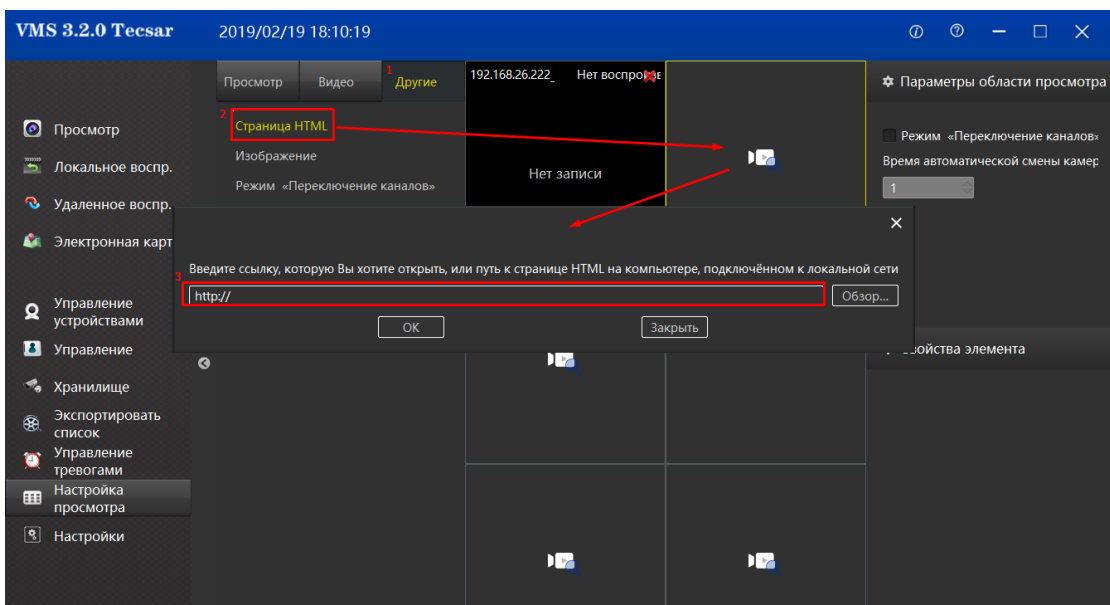 VMS 3.2.0 Tecsar
2019/02/19 18:10:19
Просмотр
Локальное воспр.
Удаленное воспр.
Электронная карт
Управление
устройствами
Управление
Хранилище
Экспортировать
список
Управление
тревогами
Настройка
просмотра
Настройки
Просмотр
Видео
1
Другие
2
Страница HTML
Изображение
Режим «Переключение каналов»
192.168.26.222_
Нет
Нет записи
Параметры области просмотра
Режим «Переключение каналов»
Время автоматической смены камер
1
Введите ссылку, которую Вы хотите открыть, или путь к странице HTML на компьютере, подключённом к локальной сети
3
http://
Обзор...
ОК
Закрыть
элемента